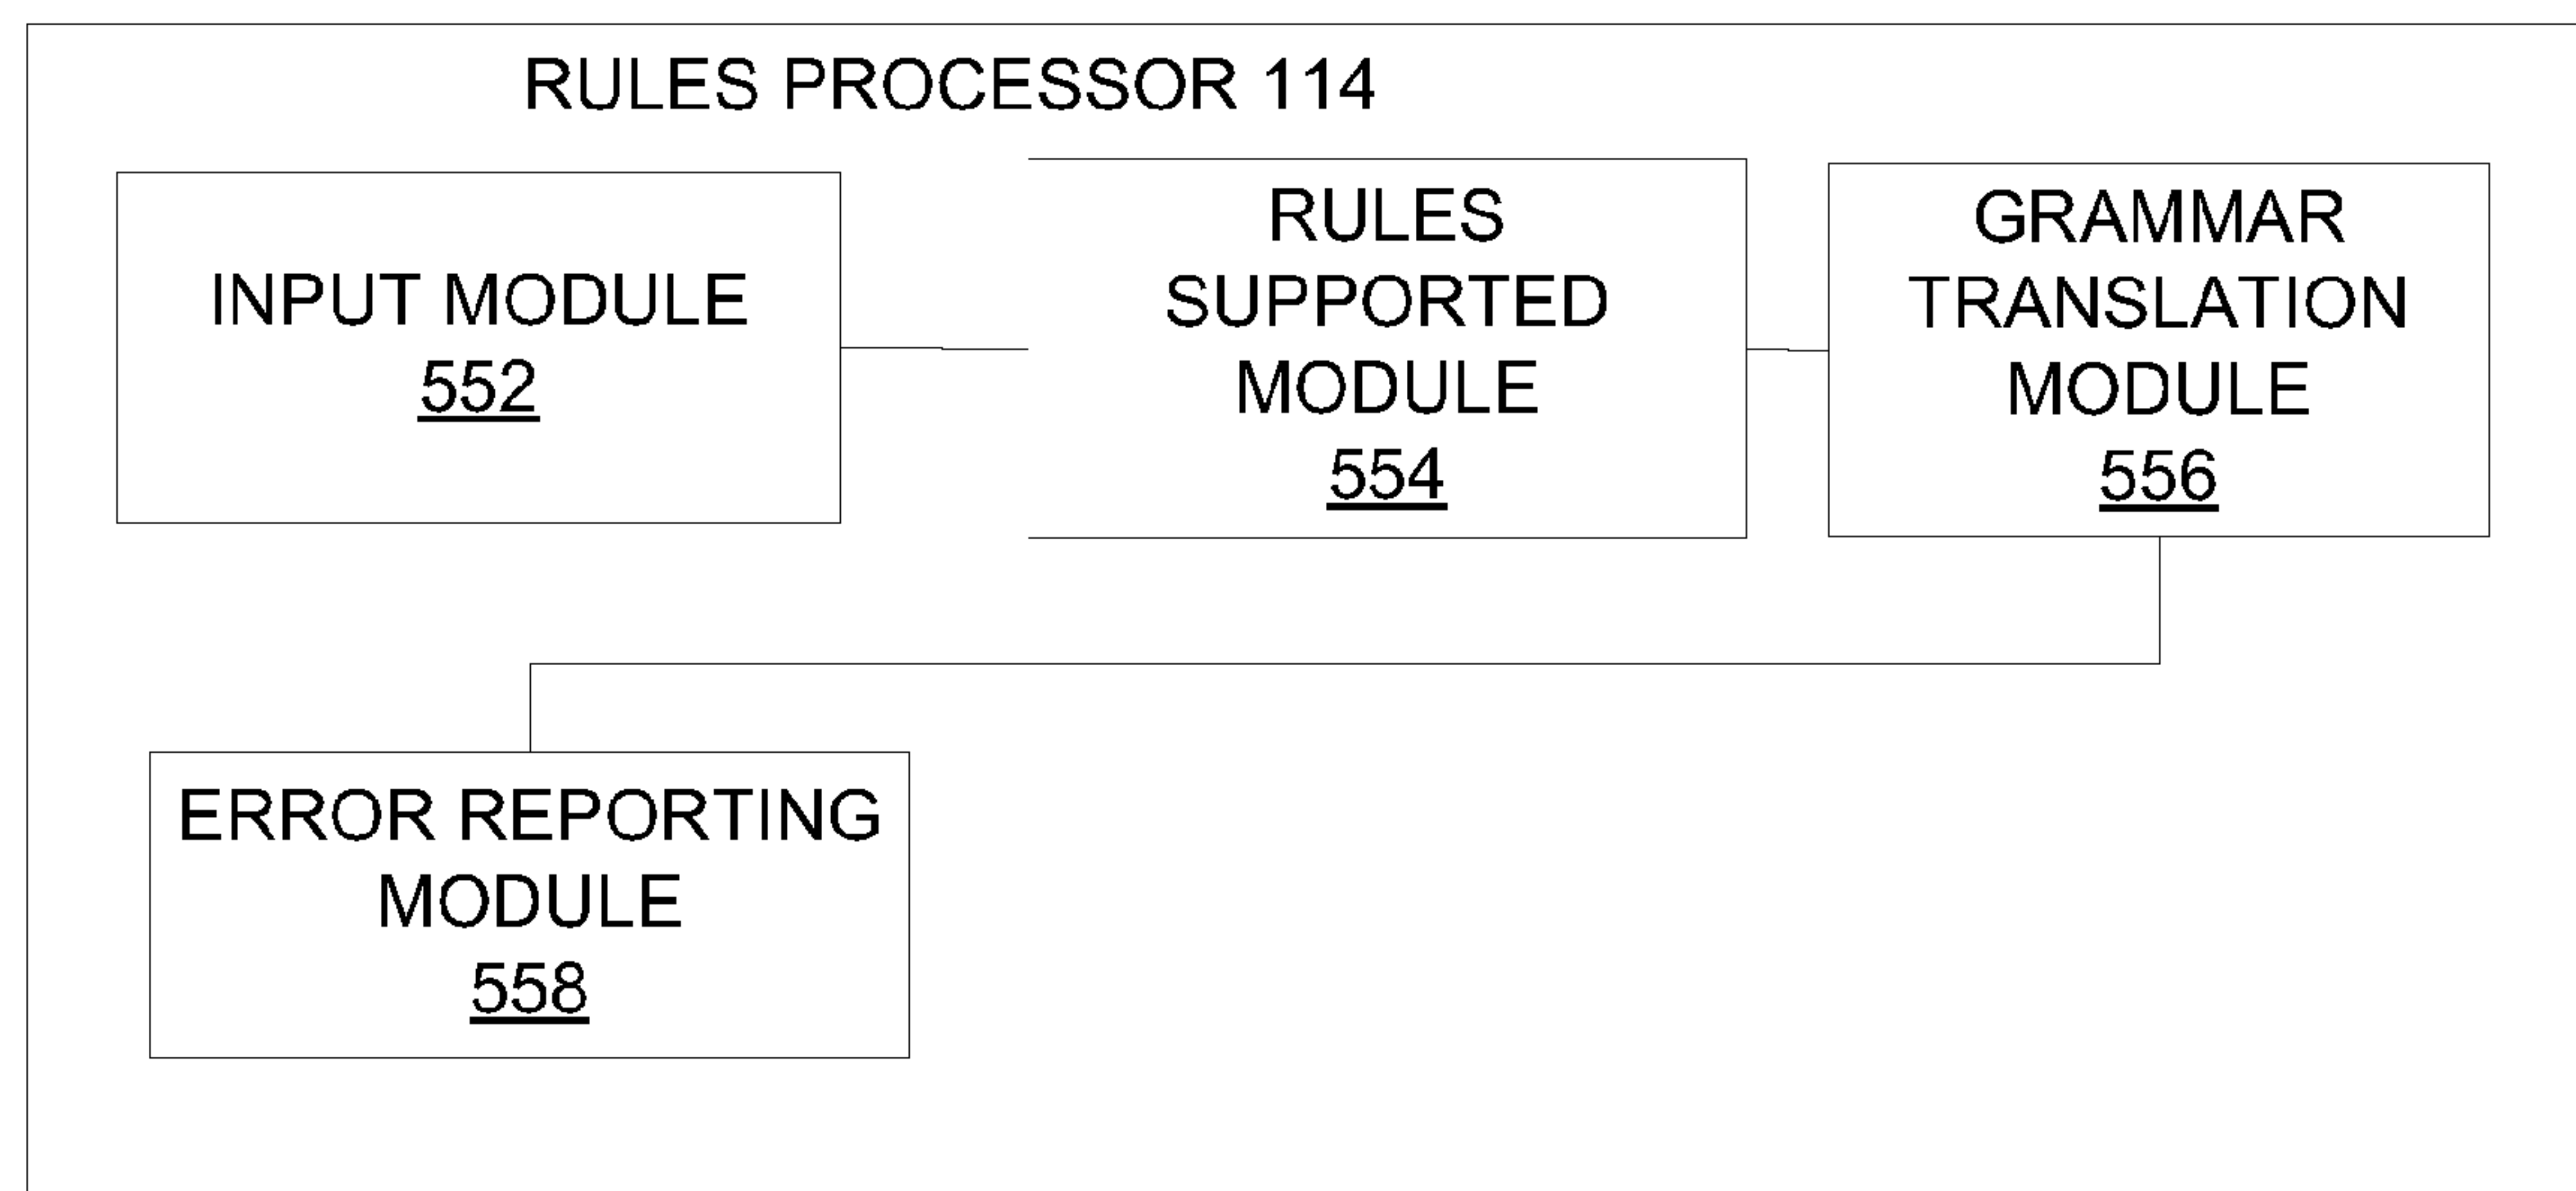 RULES PROCESSOR 114
INPUT MODULE
552
RULES
SUPPORTED
MODULE
554
GRAMMAR
TRANSLATION
MODULE
556
ERROR REPORTING
MODULE
558